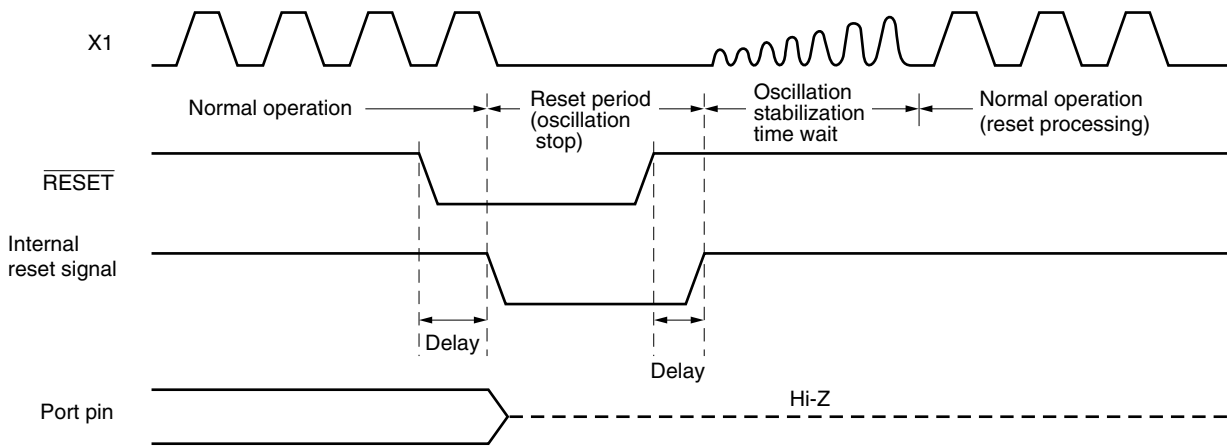 X1
Normal operation
Reset period
(oscillation
stop)
Oscillation
stabilization
time wait
Normal operation
(reset processing)
RESET
Internal
reset signal
Delay
Delay
Port pin
Hi-Z